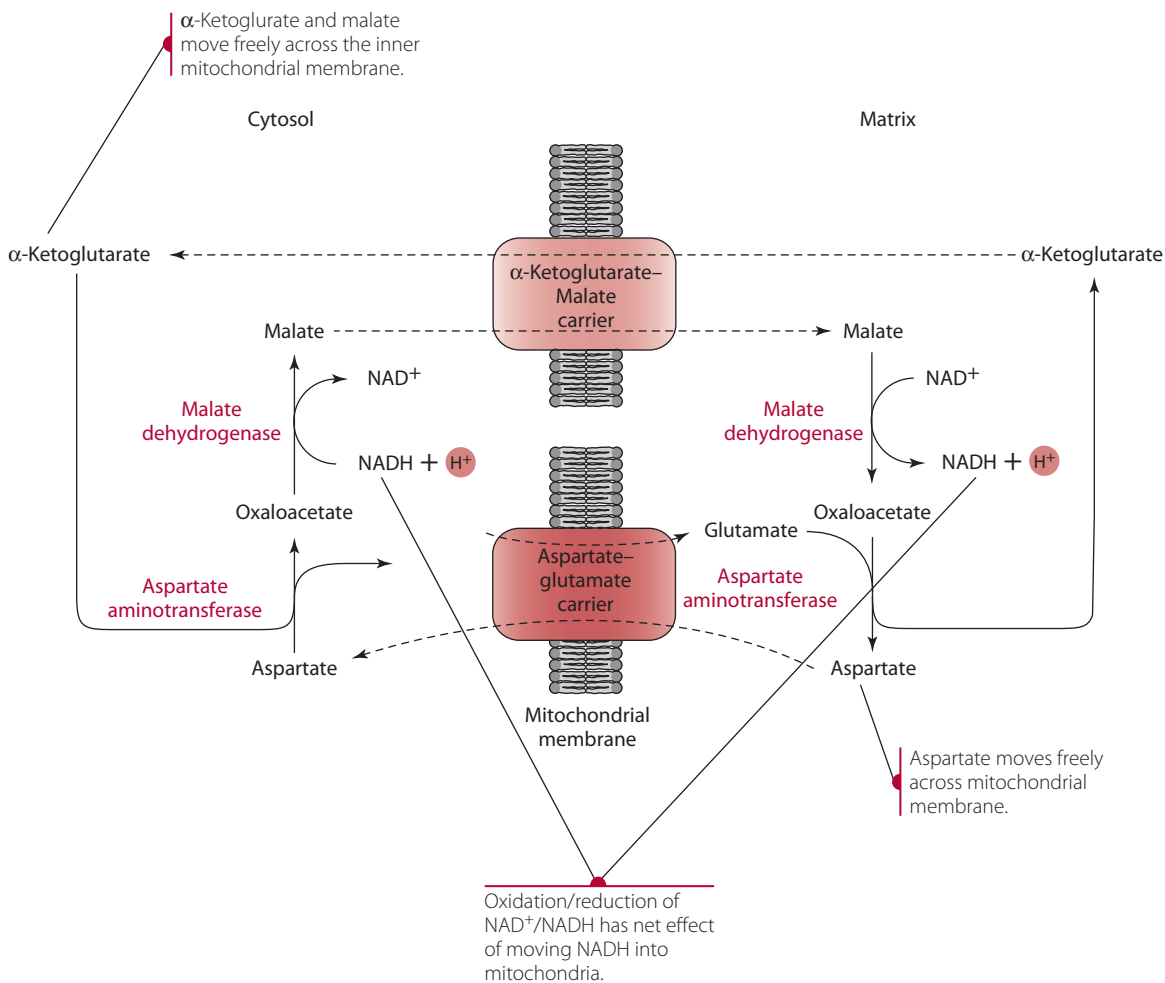 α-Ketoglurate and malate
move freely across the inner
mitochondrial membrane.
Cytosol
Matrix
α-Ketoglutarate
α-Ketoglutarate–
Malate
carrier
α-Ketoglutarate
Malate
Malate
NAD+
NAD+
Malate
dehydrogenase
Malate
dehydrogenase
NADH + H+
NADH + H+
Oxaloacetate
Oxaloacetate
Glutamate
Aspartate–
glutamate
carrier
Aspartate
aminotransferase
Aspartate
aminotransferase
Aspartate
Aspartate
Mitochondrial
membrane
Aspartate moves freely
across mitochondrial
membrane.
Oxidation/reduction of
NAD+/NADH has net effect
of moving NADH into
mitochondria.